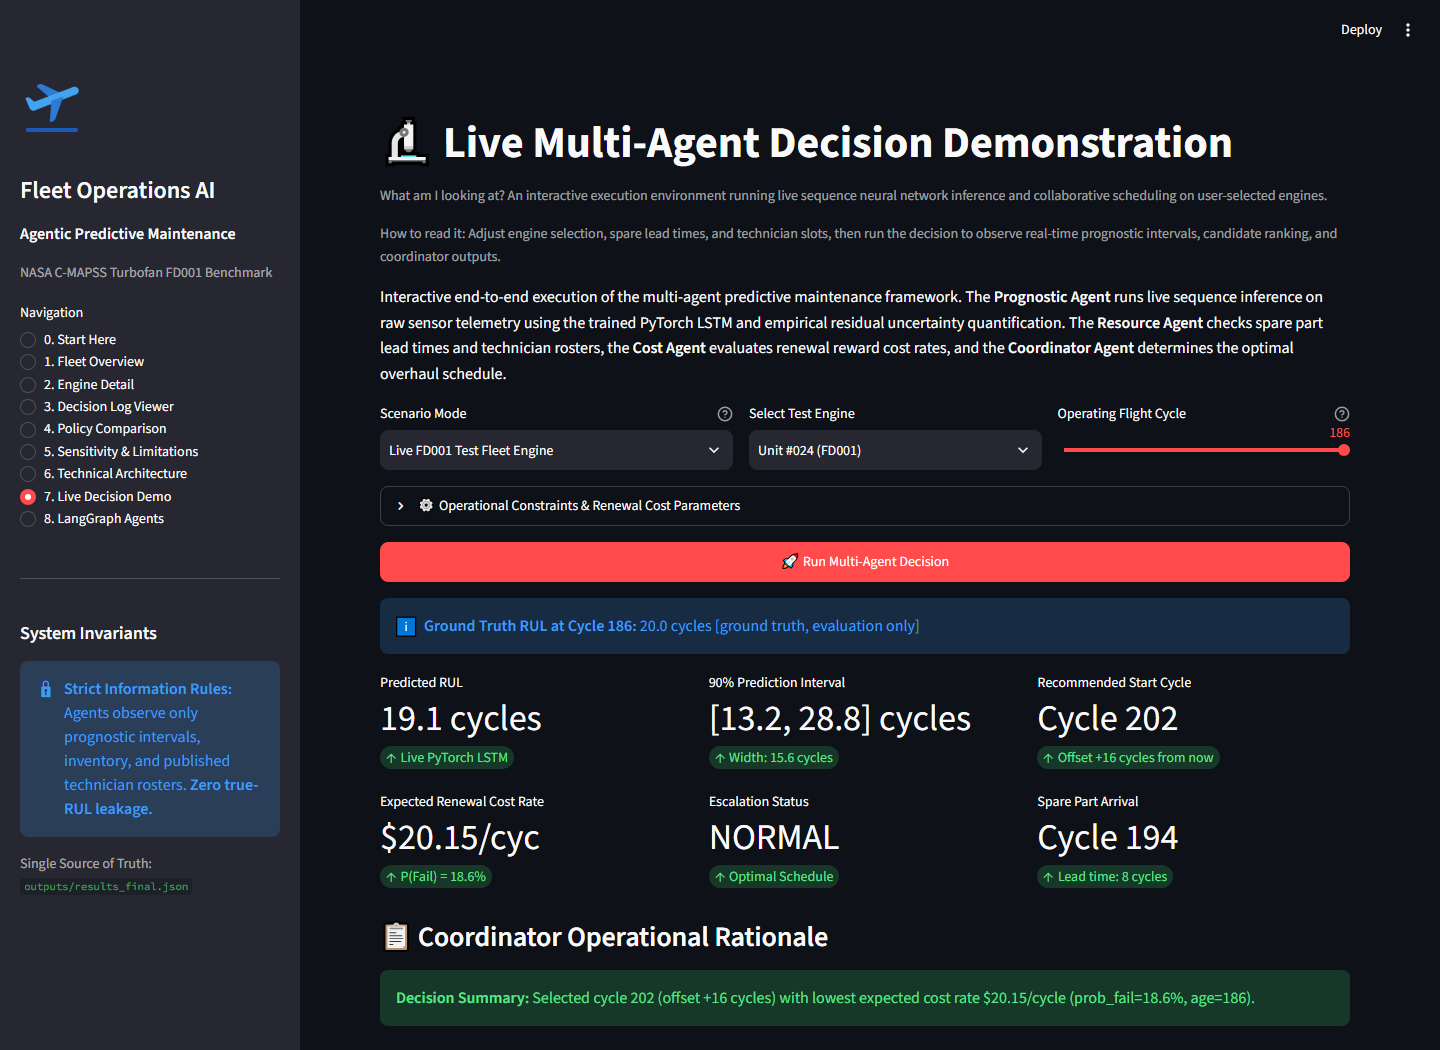 Deploy
Fleet Operations AI
Agentic Predictive Maintenance
NASA C-MAPSS Turbofan FD001 Benchmark
Navigation
0. Start Here
1. Fleet Overview
2. Engine Detail
3. Decision Log Viewer
4. Policy Comparison
5. Sensitivity & Limitations
6. Technical Architecture
7. Live Decision Demo
8. LangGraph Agents
System Invariants
Strict Information Rules:
Agents observe only
prognostic intervals,
inventory, and published
technician rosters. Zero true-
RUL leakage.
Single Source of Truth:
outputs/results_final.json
Live Multi-Agent Decision Demonstration
What am I looking at? An interactive execution environment running live sequence neural network inference and collaborative scheduling on user-selected engines.
How to read it: Adjust engine selection, spare lead times, and technician slots, then run the decision to observe real-time prognostic intervals, candidate ranking, and
coordinator outputs.
Interactive end-to-end execution of the multi-agent predictive maintenance framework. The Prognostic Agent runs live sequence inference on
raw sensor telemetry using the trained PyTorch LSTM and empirical residual uncertainty quantification. The Resource Agent checks spare part
lead times and technician rosters, the Cost Agent evaluates renewal reward cost rates, and the Coordinator Agent determines the optimal
overhaul schedule.
Scenario Mode
Live FD001 Test Fleet Engine
Select Test Engine
Unit #024 (FD001)
Operating Flight Cycle
186
Operational Constraints & Renewal Cost Parameters
Run Multi-Agent Decision
Ground Truth RUL at Cycle 186: 20.0 cycles [ground truth, evaluation only]
Predicted RUL
19.1 cycles
↑ Live PyTorch LSTM
90% Prediction Interval
[13.2, 28.8] cycles
↑ Width: 15.6 cycles
Recommended Start Cycle
Cycle 202
↑ Offset +16 cycles from now
Expected Renewal Cost Rate
$20.15/cyc
↑ P(Fail) = 18.6%
Escalation Status
NORMAL
↑ Optimal Schedule
Spare Part Arrival
Cycle 194
↑ Lead time: 8 cycles
Coordinator Operational Rationale
Decision Summary: Selected cycle 202 (offset +16 cycles) with lowest expected cost rate $20.15/cycle (prob_fail=18.6%, age=186).